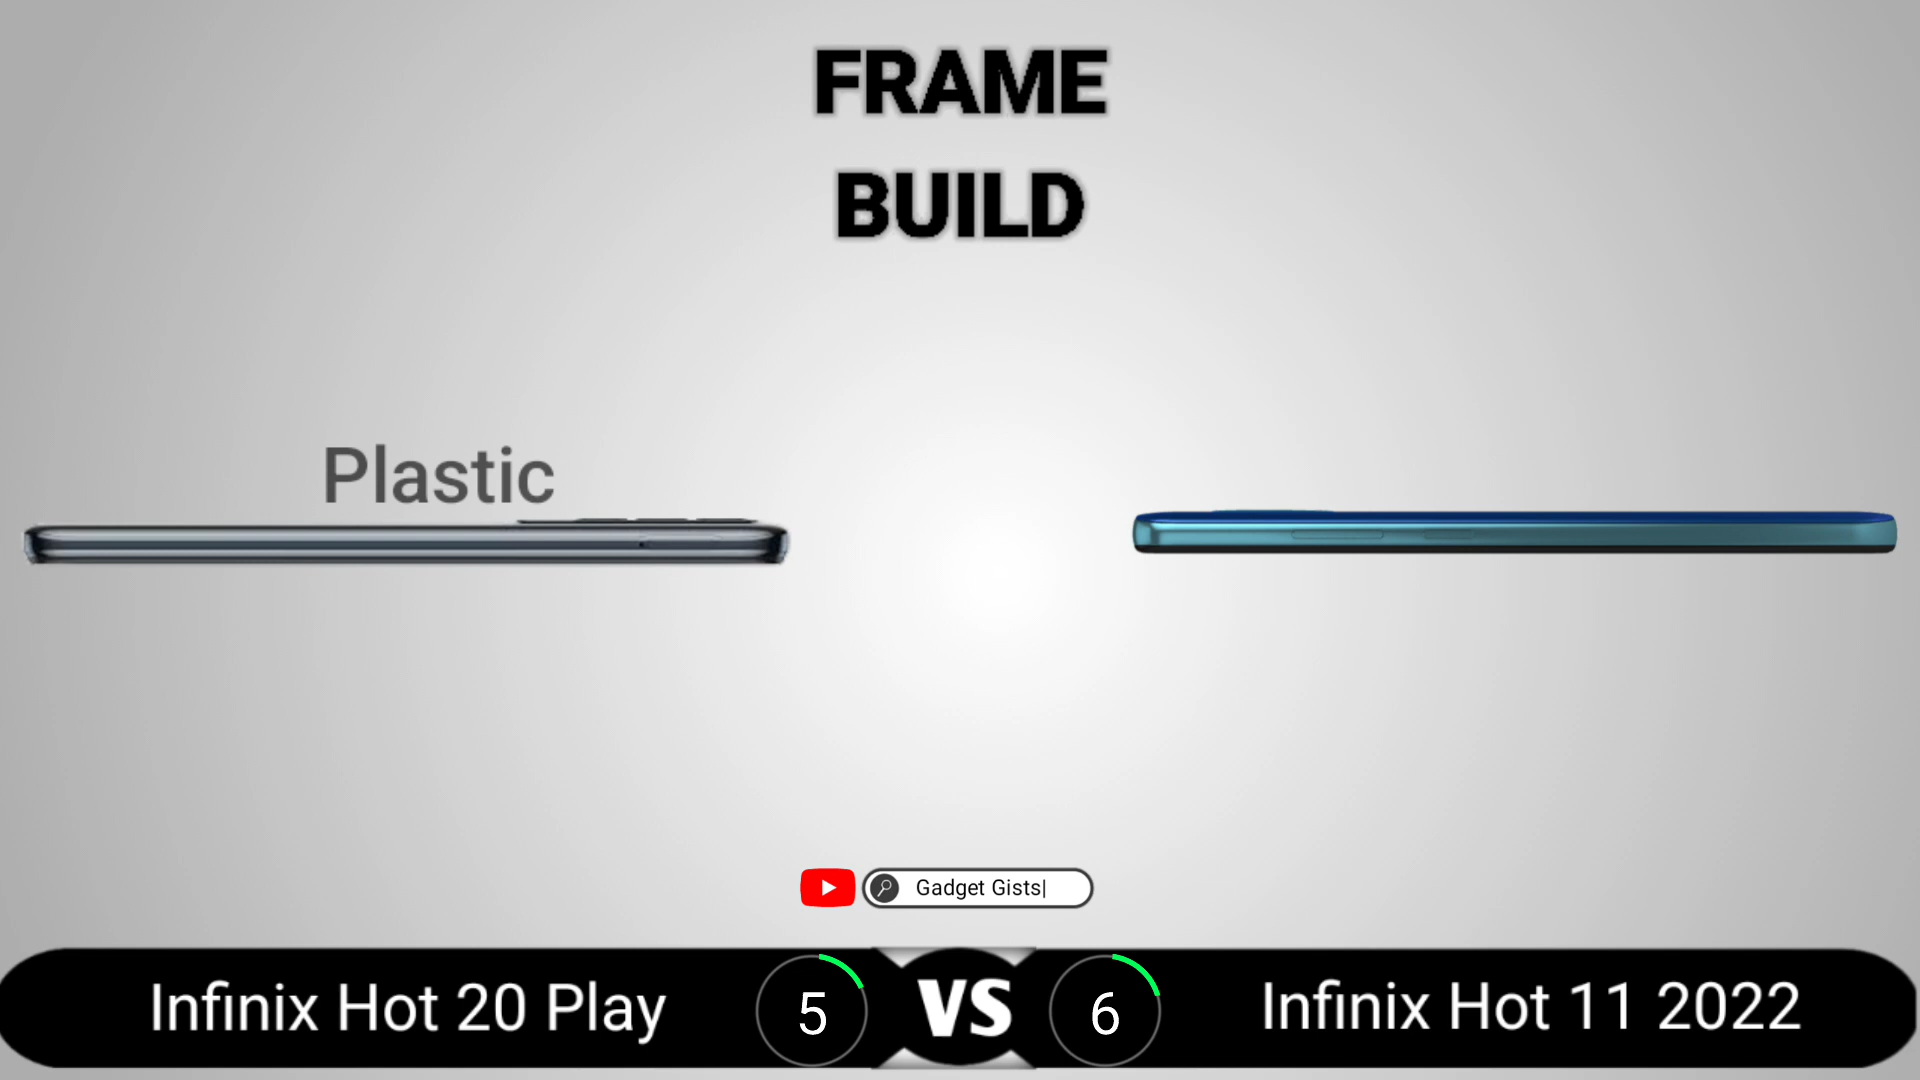 FRAME
BUILD
Plastic
Gadget Gists|
Infinix Hot 20 Play
5
VS
6
Infinix Hot 11 2022